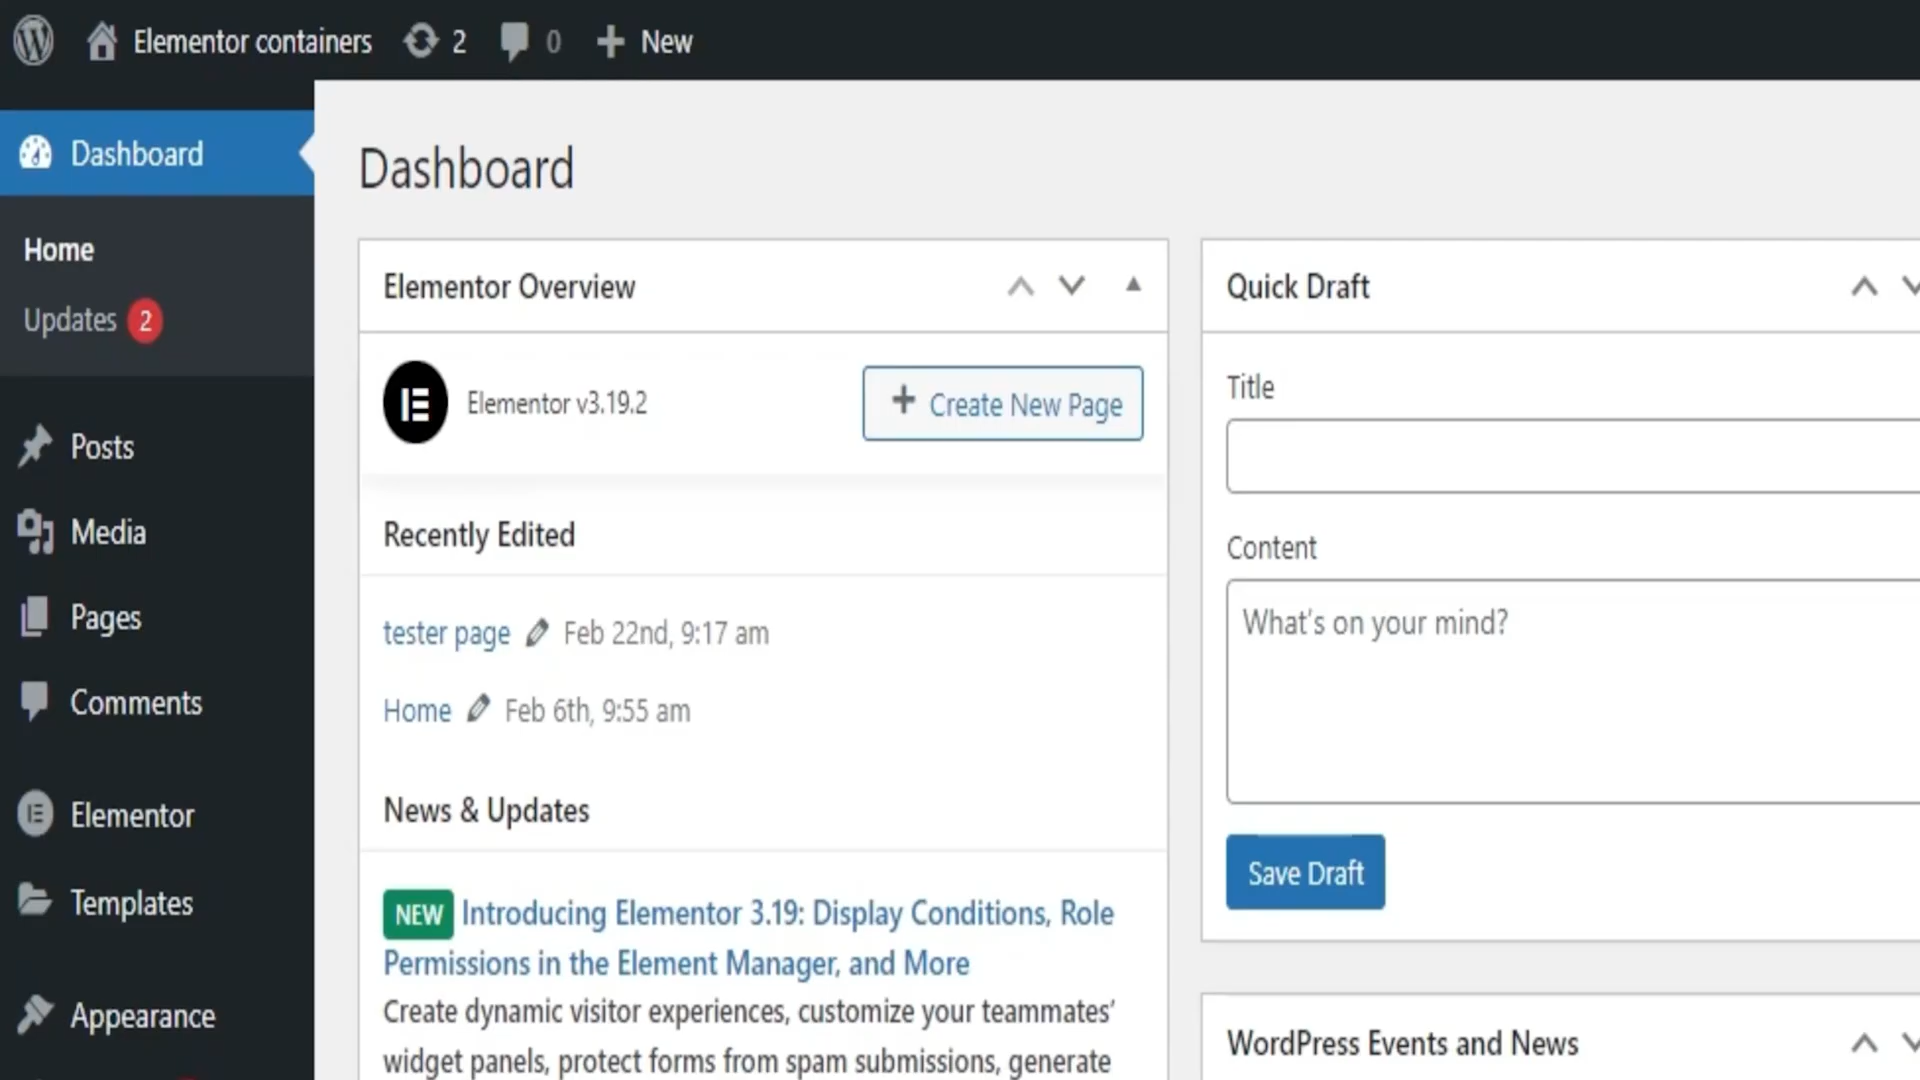 Elementor containers 2 0 New
Dashboard
Home
Updates 2
Posts
Media
Pages
Comments
Elementor
Templates
Appearance
Dashboard
Elementor Overview
Elementor v3.19.2
Create New Page
Recently Edited
tester page Feb 22nd, 9:17 am
Home Feb 6th, 9:55 am
News & Updates
NEW Introducing Elementor 3.19: Display Conditions, Role
Permissions in the Element Manager, and More
Create dynamic visitor experiences, customize your teammates’
widget panels, protect forms from spam submissions, generate
Quick Draft
Title
Content
What's on your mind?
Save Draft
WordPress Events and News